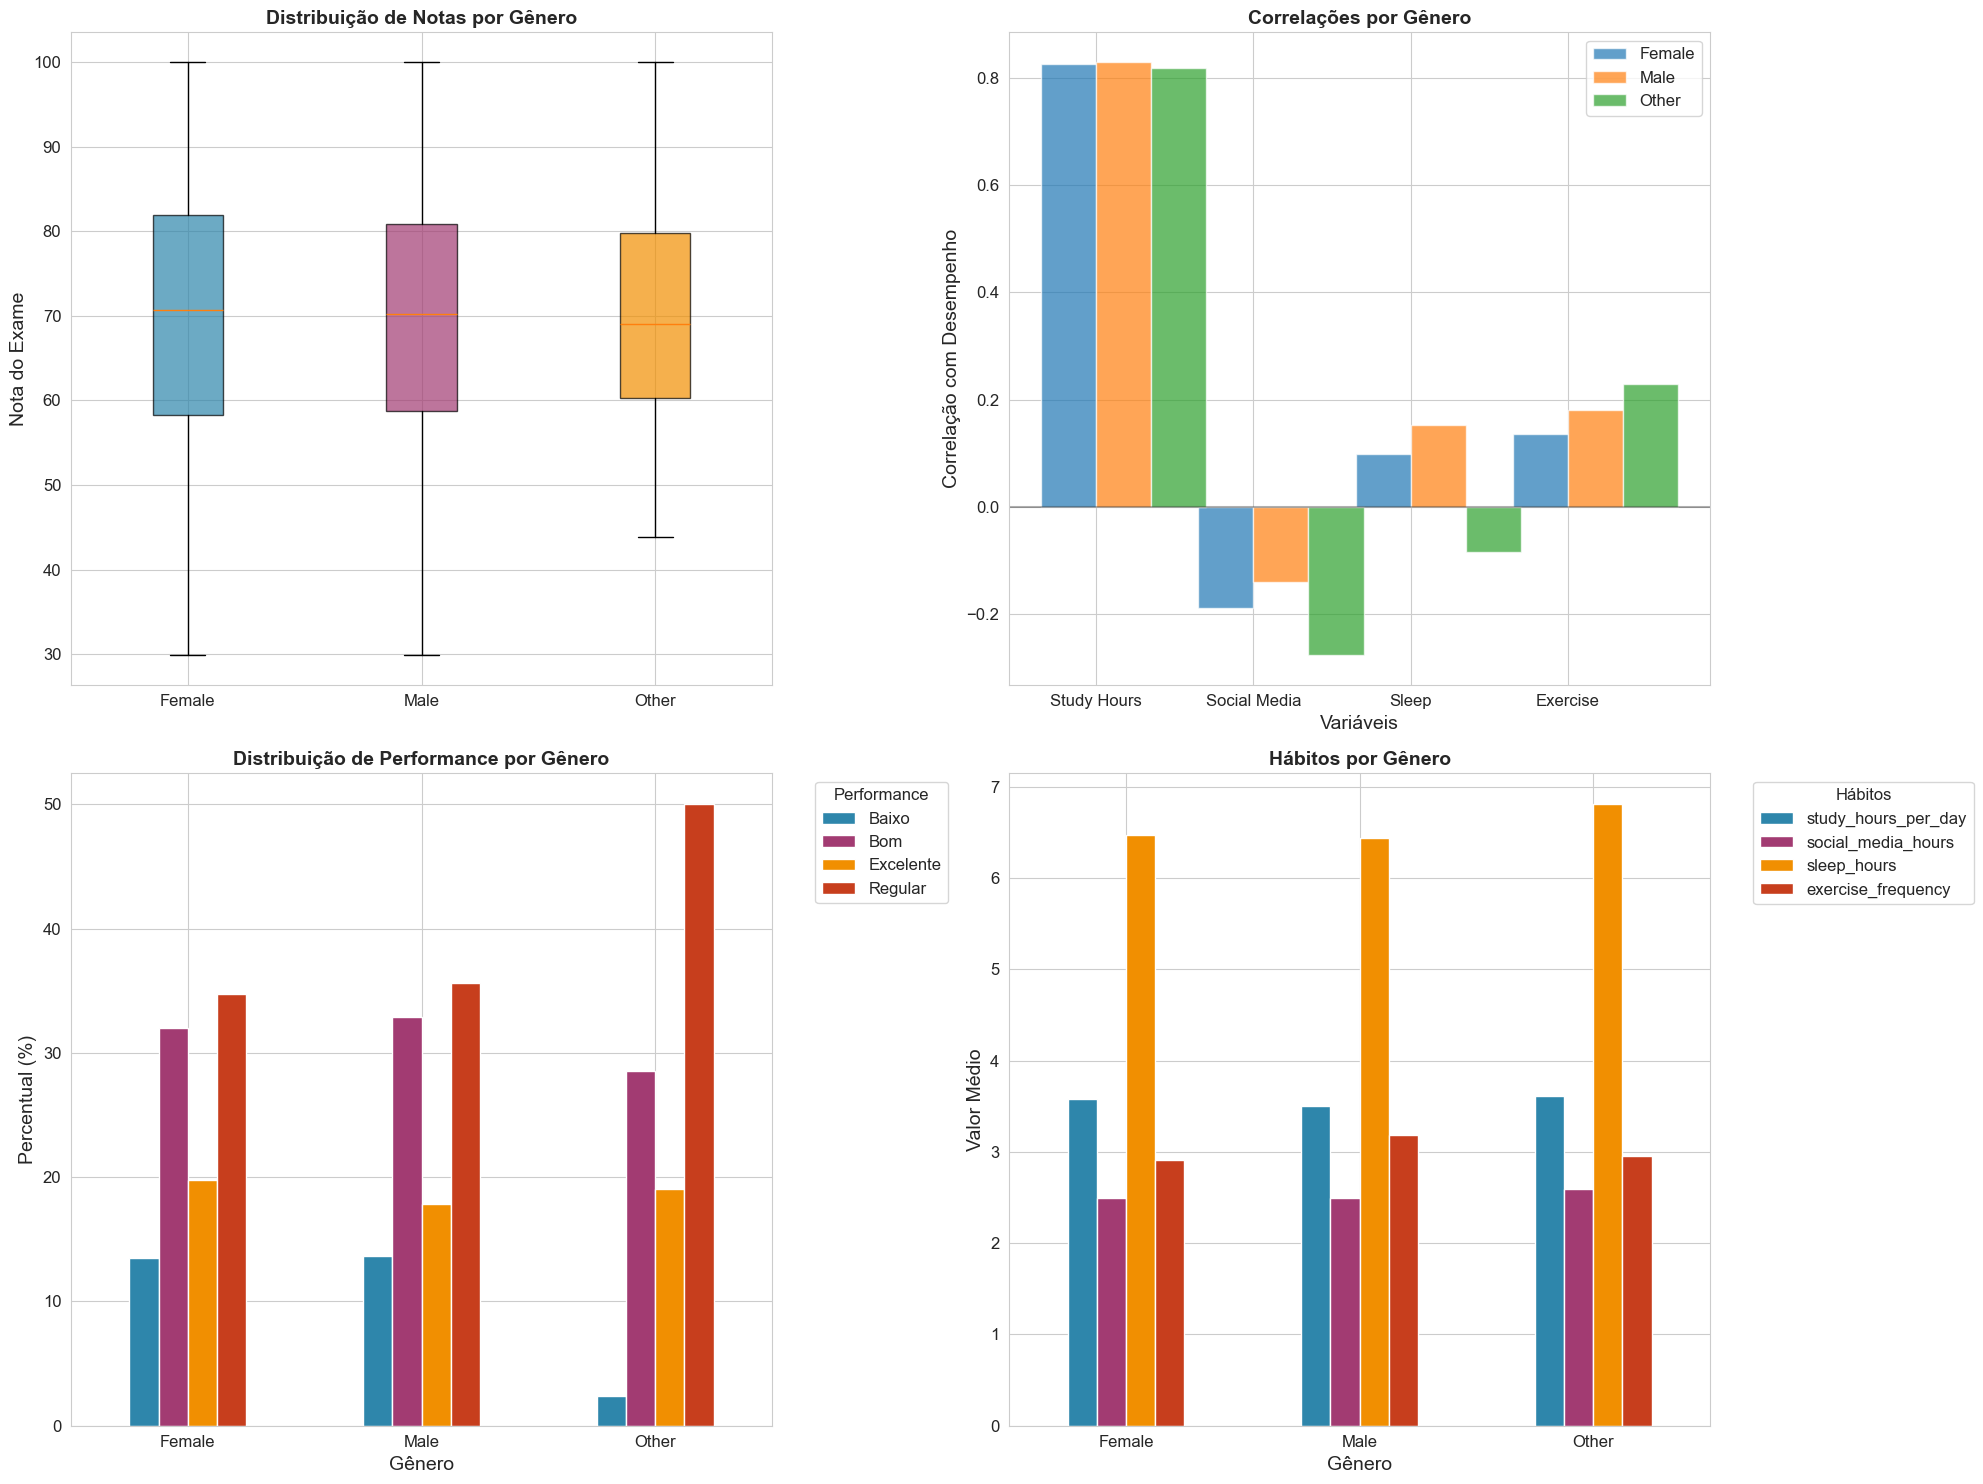 Distribuição de Notas por Gênero
Nota do Exame
100
90
80
70
60
50
40
30
Female
Male
Other
Correlações por Gênero
Correlação com Desempenho
0.8
0.6
0.4
0.2
0.0
−0.2
Female
Male
Other
Study Hours
Social Media
Sleep
Exercise
Variáveis
Distribuição de Performance por Gênero
Percentual (%)
50
40
30
20
10
0
Female
Male
Other
Gênero
Performance
Baixo
Bom
Excelente
Regular
Hábitos por Gênero
Valor Médio
7
6
5
4
3
2
1
0
Female
Male
Other
Gênero
Hábitos
study_hours_per_day
social_media_hours
sleep_hours
exercise_frequency